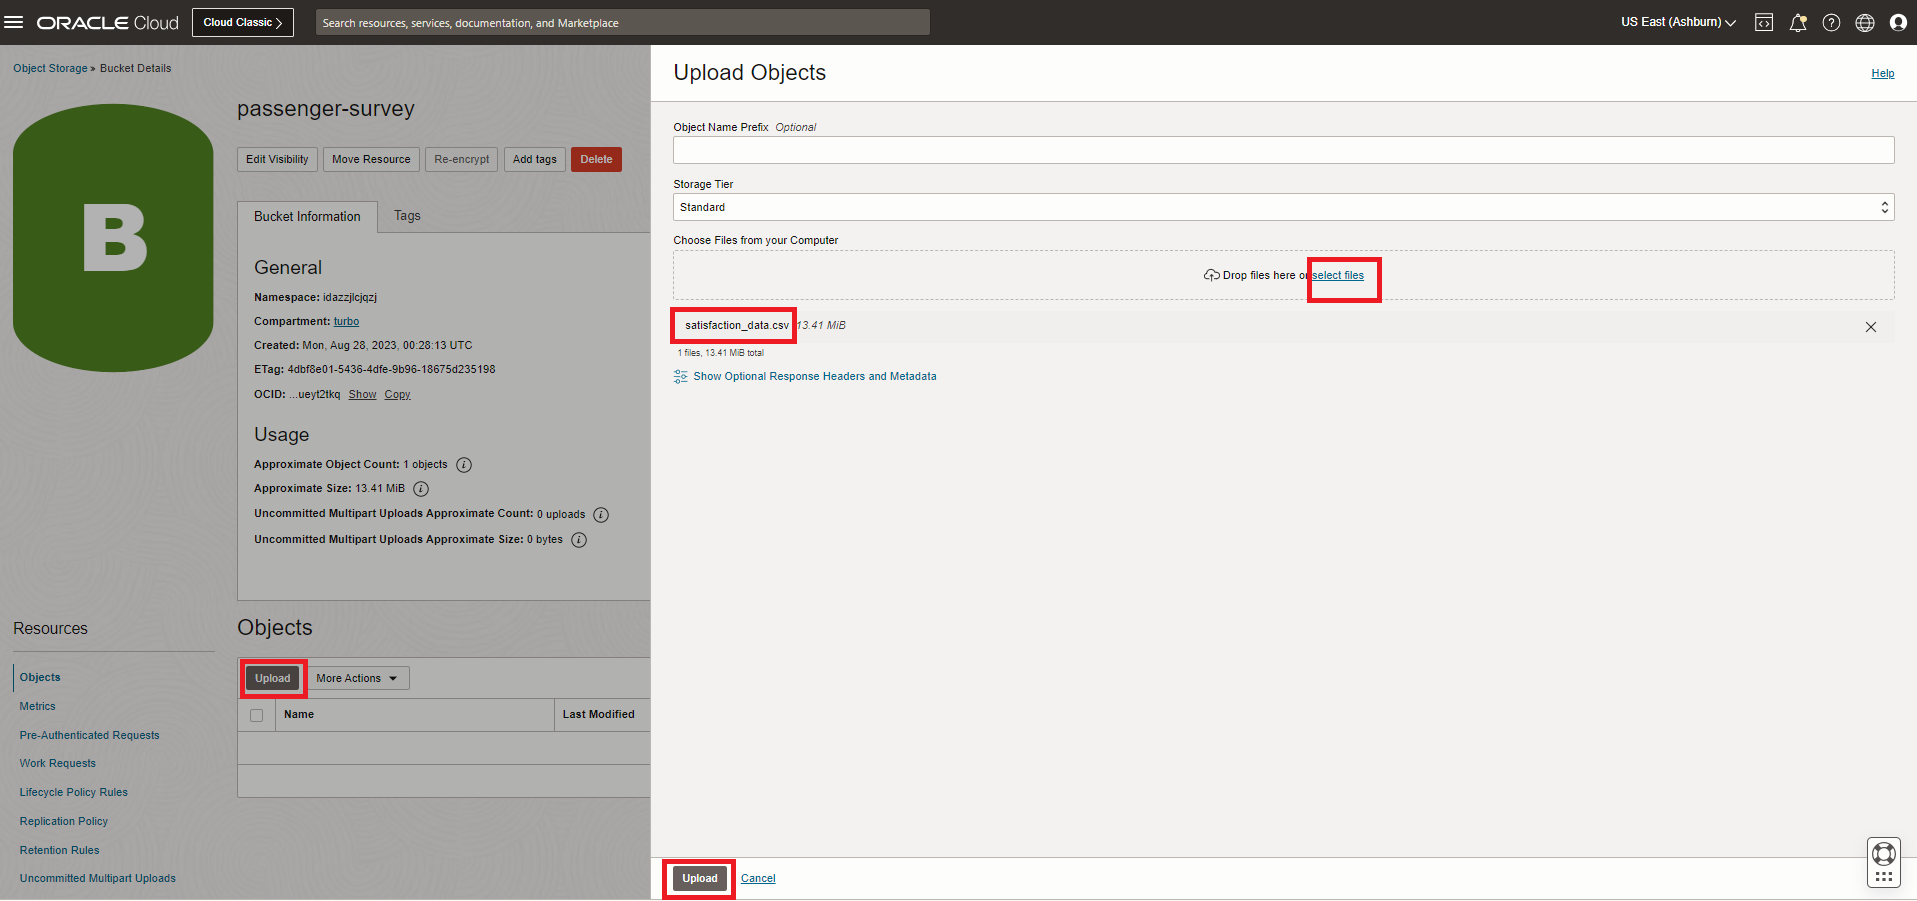 ORACLE Cloud
Cloud Classic
Search resources, services, documentation, and Marketplace
US East (Ashburn)
Object Storage » Bucket Details
B
passenger-survey
Edit Visibility
Move Resource
Re-encrypt
Add tags
Delete
Bucket Information
Tags
General
Namespace: idazzjlcjqzj
Compartment: turbo
Created: Mon, Aug 28, 2023, 00:28:13 UTC
ETag: 4dbf8e01-5436-4dfe-9b96-18675d235198
OCID: ...ueyt2tkq Show Copy
Usage
Approximate Object Count: 1 objects
Approximate Size: 13.41 MiB
Uncommitted Multipart Uploads Approximate Count: 0 uploads
Uncommitted Multipart Uploads Approximate Size: 0 bytes
Resources
Objects
Metrics
Pre-Authenticated Requests
Work Requests
Lifecycle Policy Rules
Replication Policy
Retention Rules
Uncommitted Multipart Uploads
Objects
Upload
More Actions
Name
Last Modified
Upload Objects
Help
Object Name Prefix Optional
Storage Tier
Standard
Choose Files from your Computer
Drop files here or select files
satisfaction_data.csv 13.41 MiB
1 files, 13.41 MiB total
Show Optional Response Headers and Metadata
Upload
Cancel